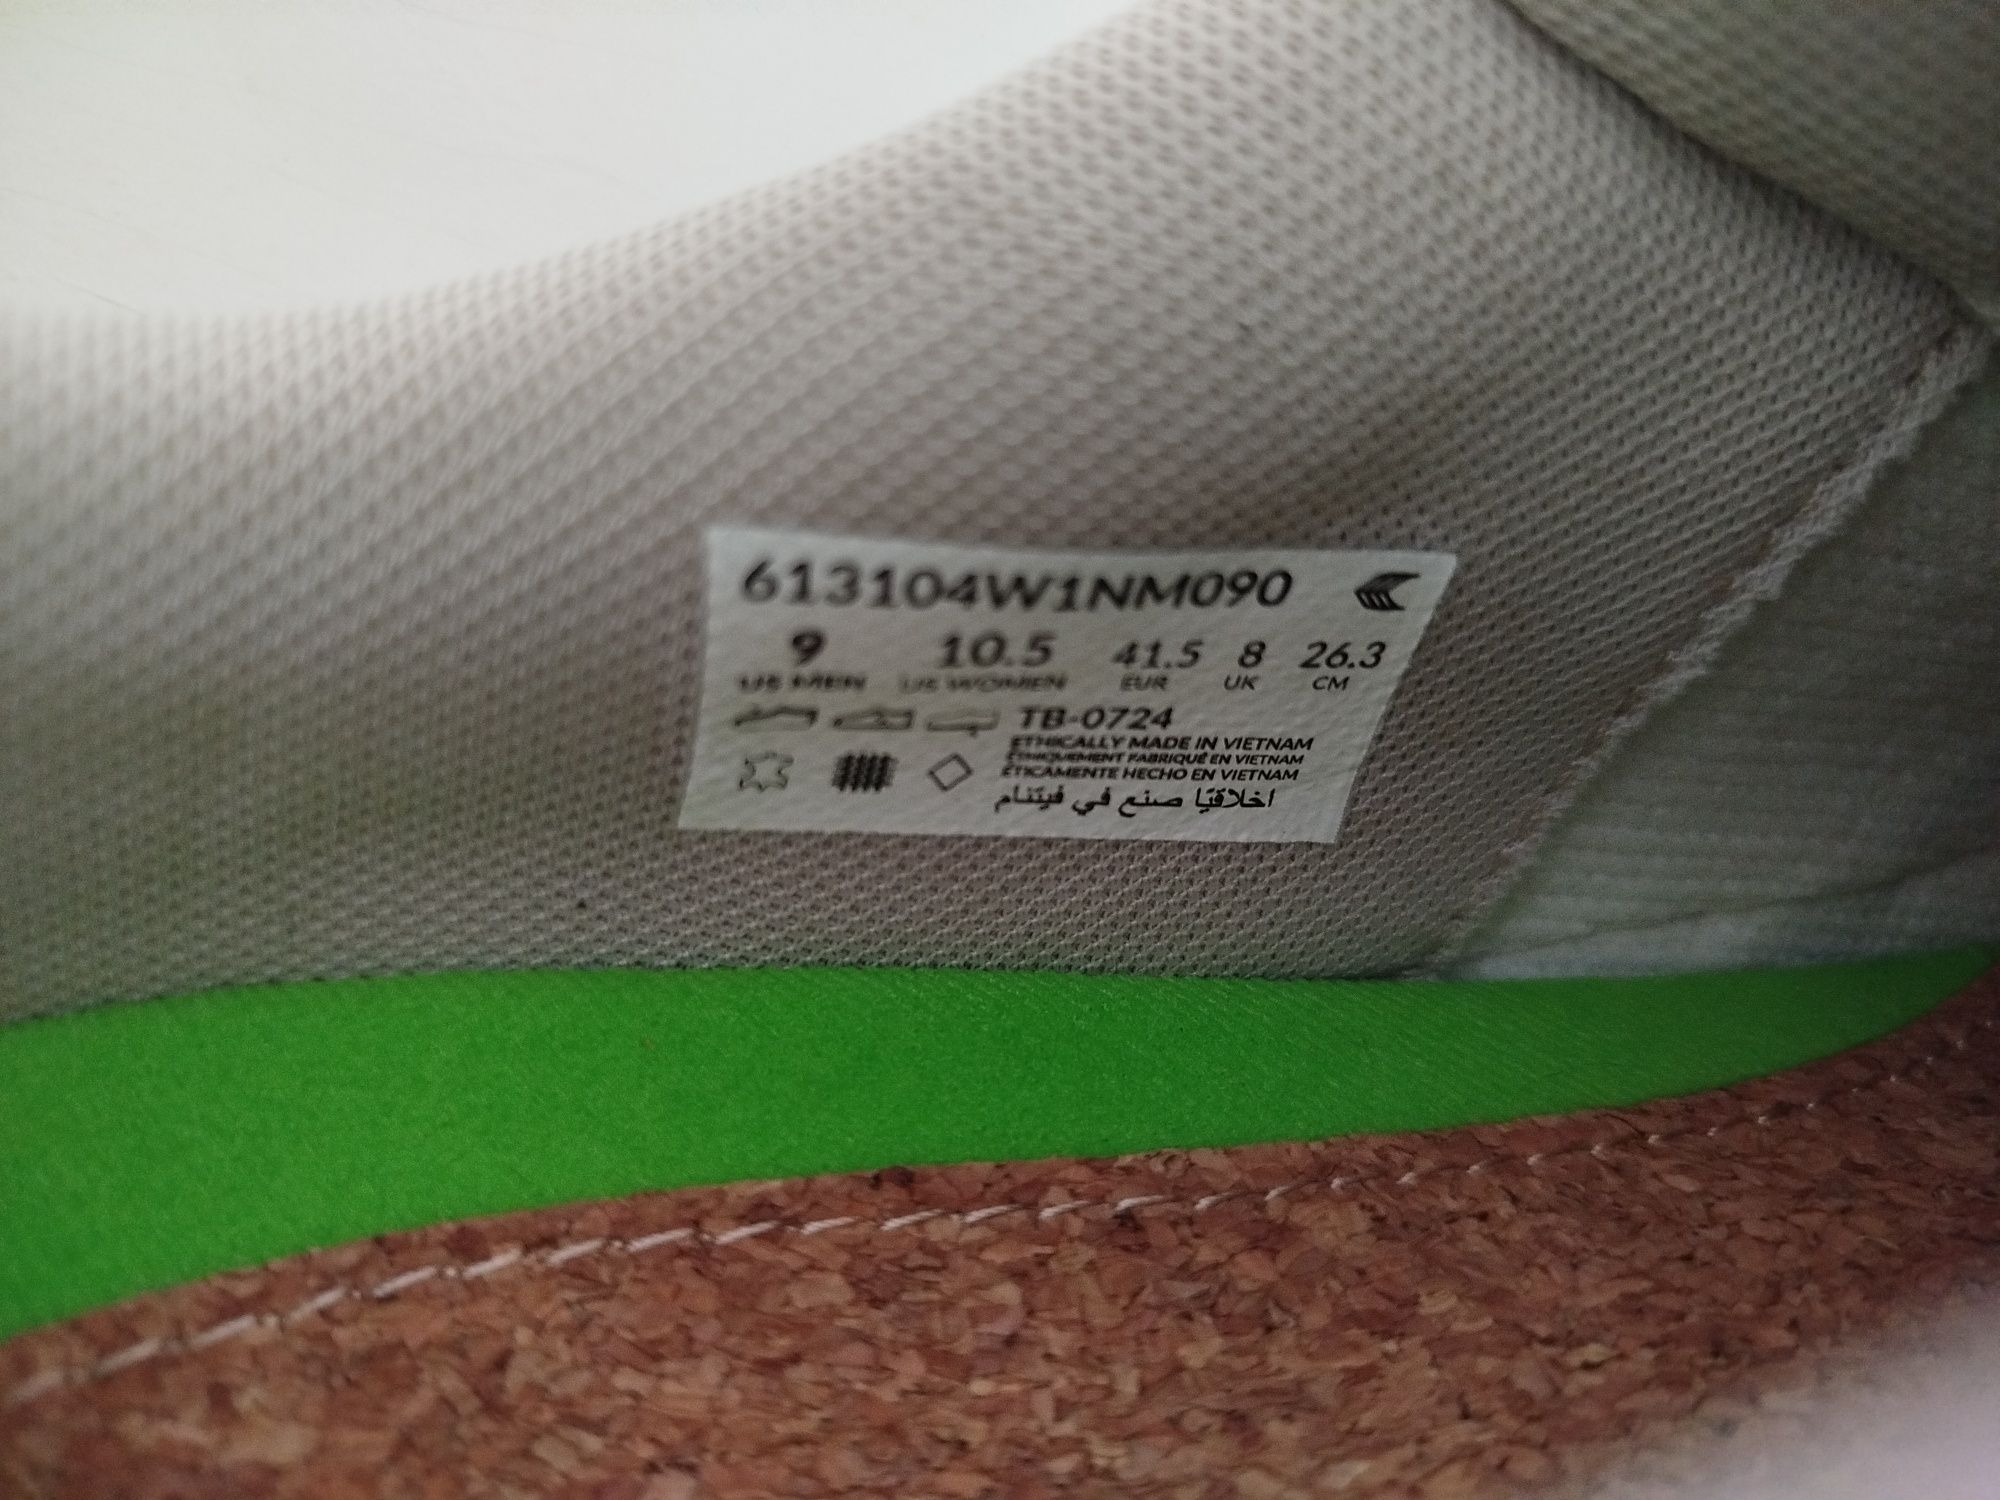 613104W1NM090
9 10.5 41.5 8 26.3
US MEN US WOMEN EUR UK CM
TB-0724
ETHICALLY MADE IN VIETNAM
ÉTHIQUEMENT FABRIQUÉ EN VIETNAM
ÉTICAMENTE HECHO EN VIETNAM
اخلاقيًا صنع في فيتنام